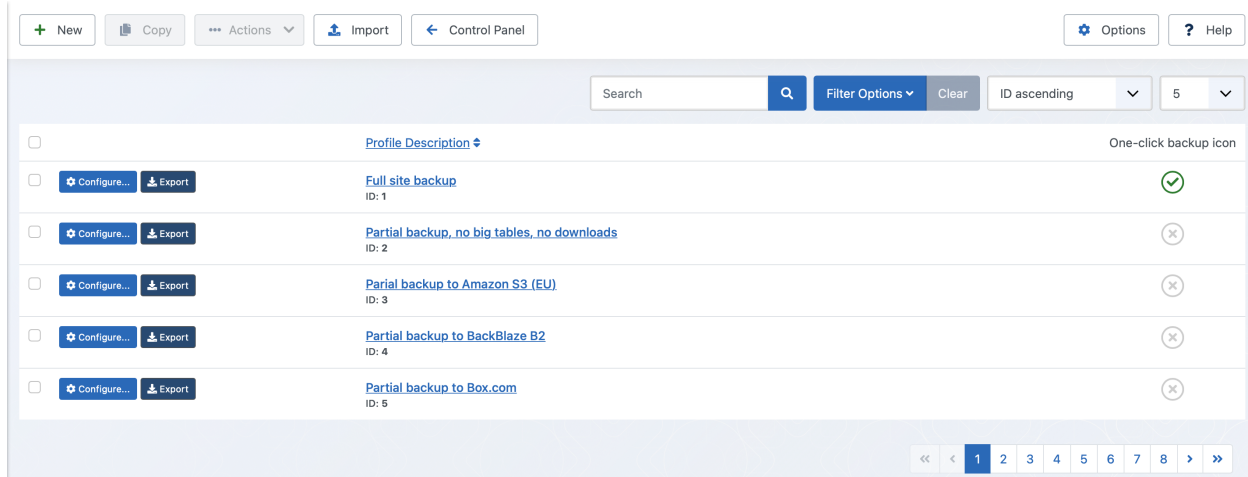 New Copy Actions Import Control Panel Options Help
Search Filter Options Clear ID ascending 5
Profile Description One-click backup icon
Configure... Export Full site backup
ID: 1
Configure... Export Partial backup, no big tables, no downloads
ID: 2
Configure... Export Parial backup to Amazon S3 (EU)
ID: 3
Configure... Export Partial backup to BackBlaze B2
ID: 4
Configure... Export Partial backup to Box.com
ID: 5
1 2 3 4 5 6 7 8